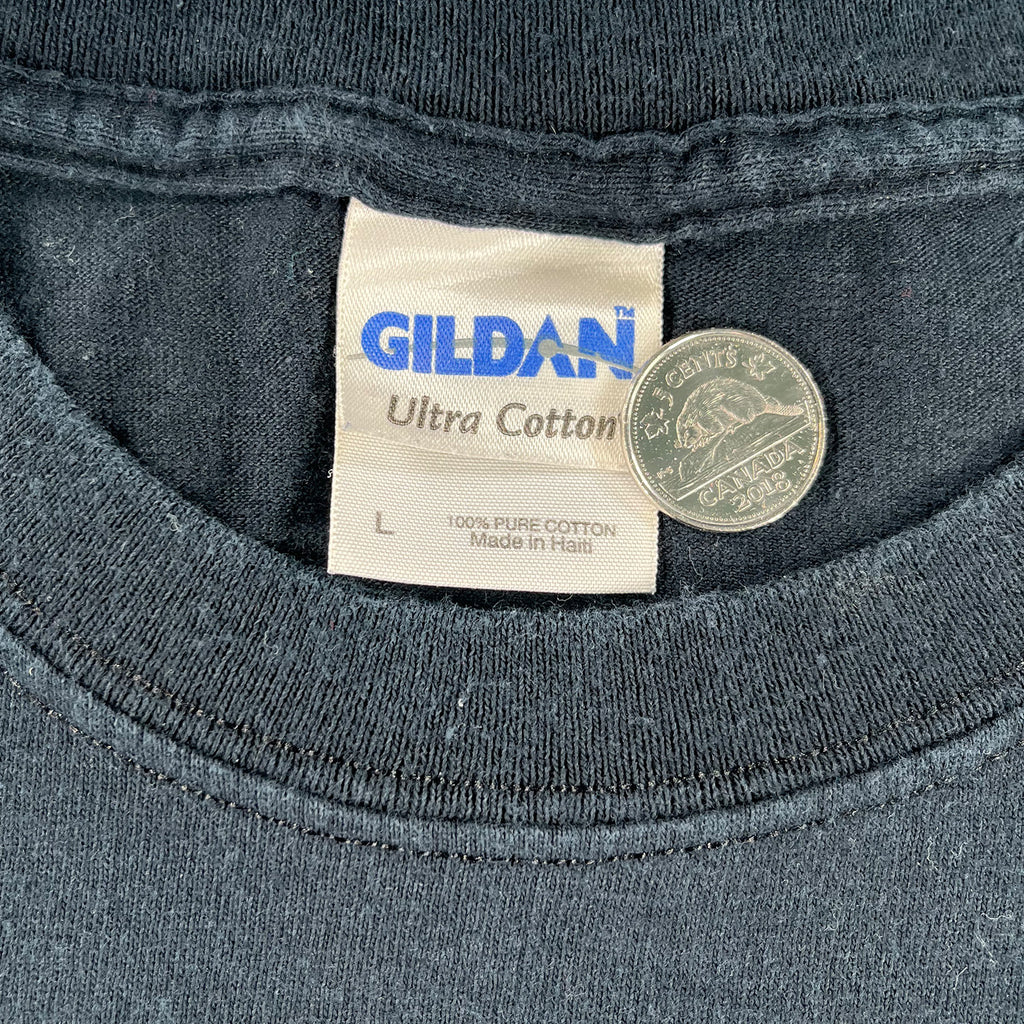 GILDAN™
Ultra Cotton
L
100% PURE COTTON
Made in Haiti
5 CENTS
CANADA
2018